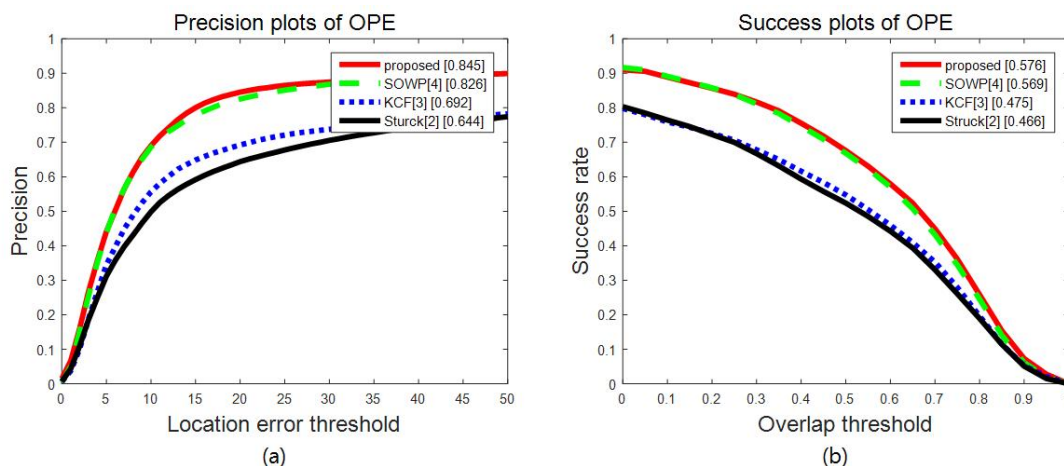 Precision plots of OPE
1
0.9
0.8
0.7
0.6
0.5
0.4
0.3
0.2
0.1
0
Precision
proposed [0.845]
SOWP[4] [0.826]
KCF[3] [0.692]
Sturck[2] [0.644]
0 5 10 15 20 25 30 35 40 45 50
Location error threshold
(a)
Success plots of OPE
1
0.9
0.8
0.7
0.6
0.5
0.4
0.3
0.2
0.1
0
Success rate
proposed [0.576]
SOWP[4] [0.569]
KCF[3] [0.475]
Struck[2] [0.466]
0 0.1 0.2 0.3 0.4 0.5 0.6 0.7 0.8 0.9
Overlap threshold
(b)